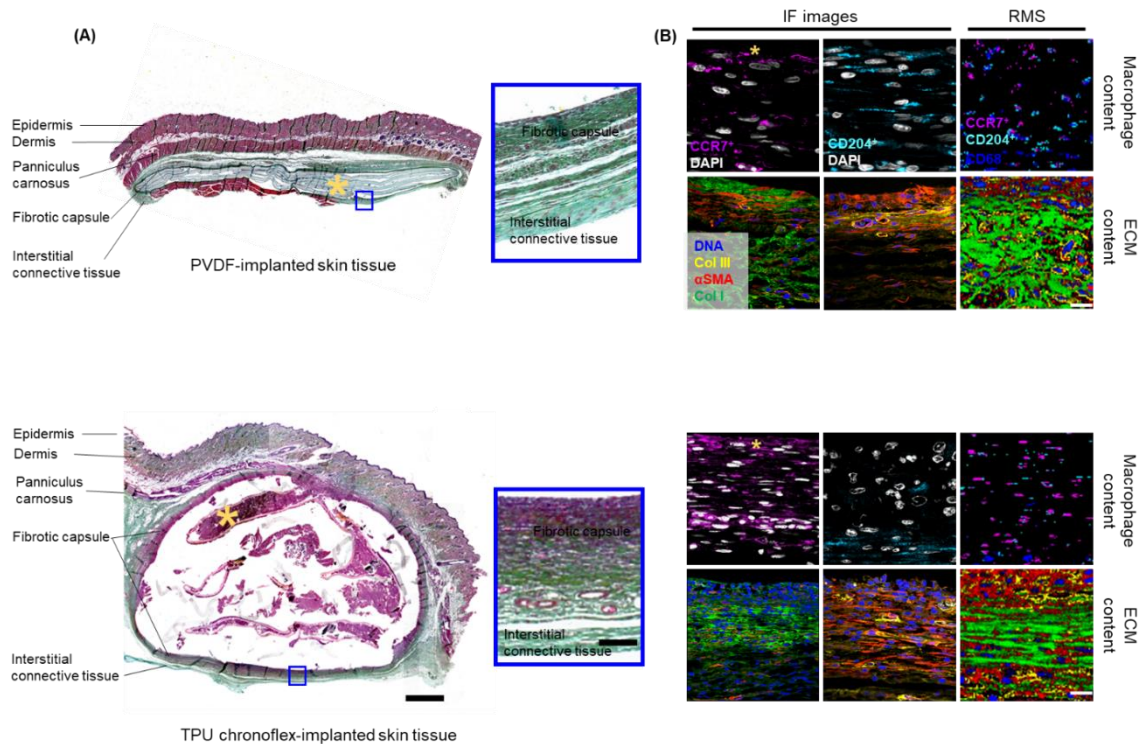 (A)
Epidermis
Dermis
Panniculus
carnosus
Fibrotic capsule
Interstitial
connective tissue
PVDF-implanted skin tissue
*
Fibrotic capsule
Interstitial
connective tissue
(B)
IF images
RMS
*
CCR7⁺
DAPI
CD204⁺
DAPI
CCR7⁺
CD204⁺
CD68
Macrophage
content
DNA
Col III
αSMA
Col I
ECM
content
Epidermis
Dermis
Panniculus
carnosus
Fibrotic capsule
Interstitial
connective tissue
*
TPU chronoflex-implanted skin tissue
Fibrotic capsule
Interstitial
connective tissue
*
Macrophage
content
ECM
content